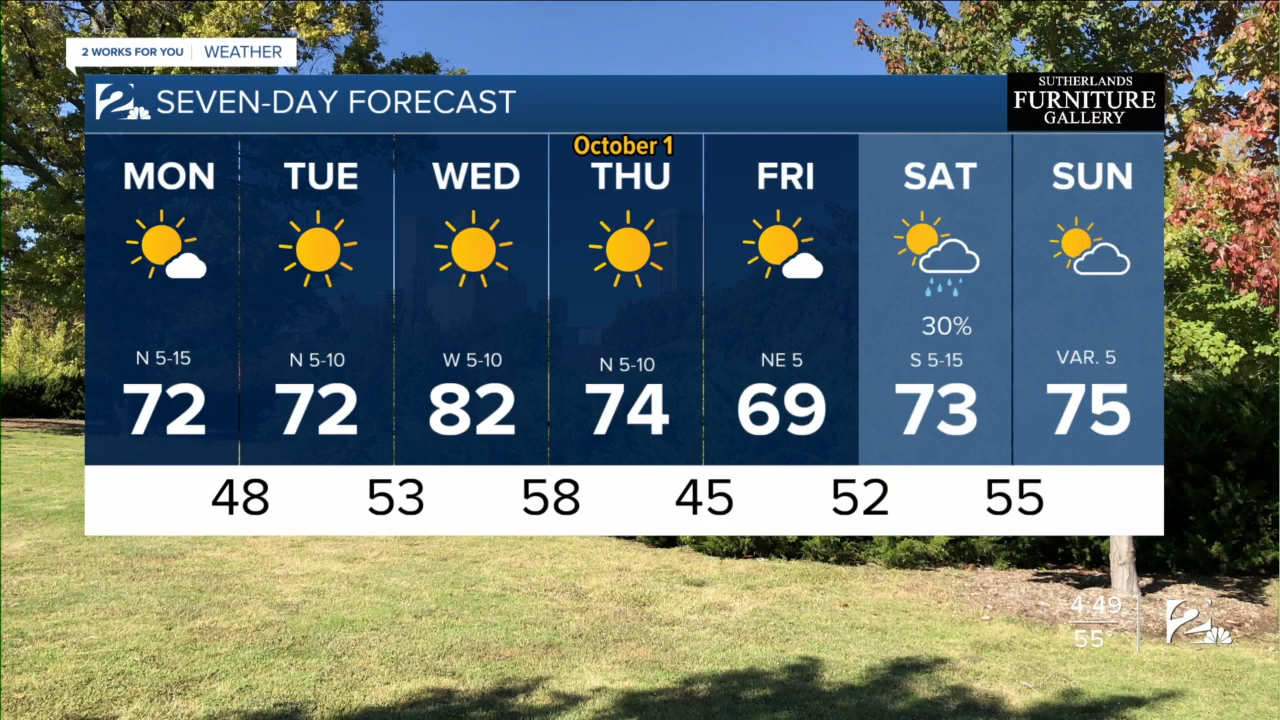 2 WORKS FOR YOU | WEATHER
2 SEVEN-DAY FORECAST
SUTHERLANDS
FURNITURE
GALLERY
October 1
MON TUE WED THU FRI SAT SUN
30%
N 5-15 N 5-10 W 5-10 N 5-10 NE 5 S 5-15 VAR. 5
72 72 82 74 69 73 75
48 53 58 45 52 55
4:49
55°
2